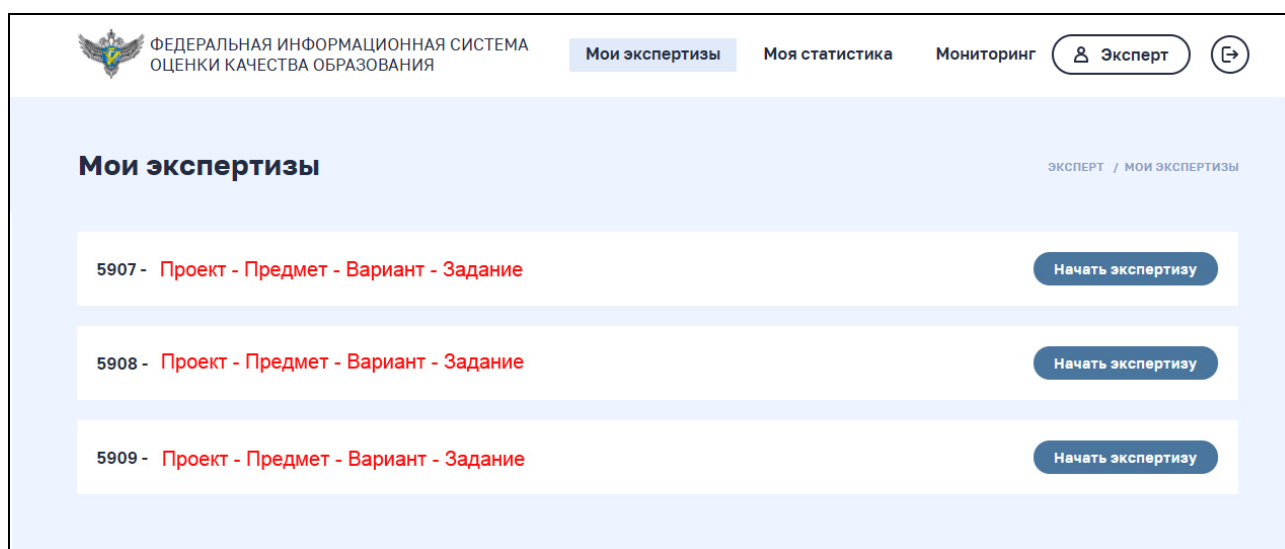 ФЕДЕРАЛЬНАЯ ИНФОРМАЦИОННАЯ СИСТЕМА
ОЦЕНКИ КАЧЕСТВА ОБРАЗОВАНИЯ
Мои экспертизы
Моя статистика
Мониторинг
Эксперт
Мои экспертизы
ЭКСПЕРТ / МОИ ЭКСПЕРТИЗЫ
5907 - Проект - Предмет - Вариант - Задание
Начать экспертизу
5908 - Проект - Предмет - Вариант - Задание
Начать экспертизу
5909 - Проект - Предмет - Вариант - Задание
Начать экспертизу